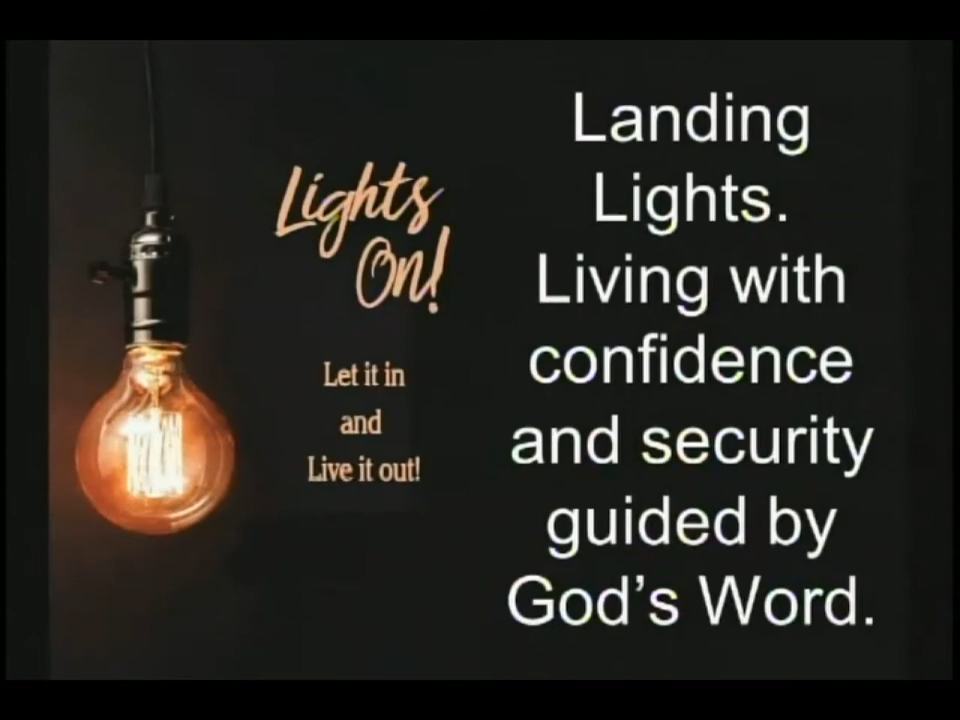 Lights
On!
Let it in
and
Live it out!
Landing
Lights.
Living with
confidence
and security
guided by
God’s Word.